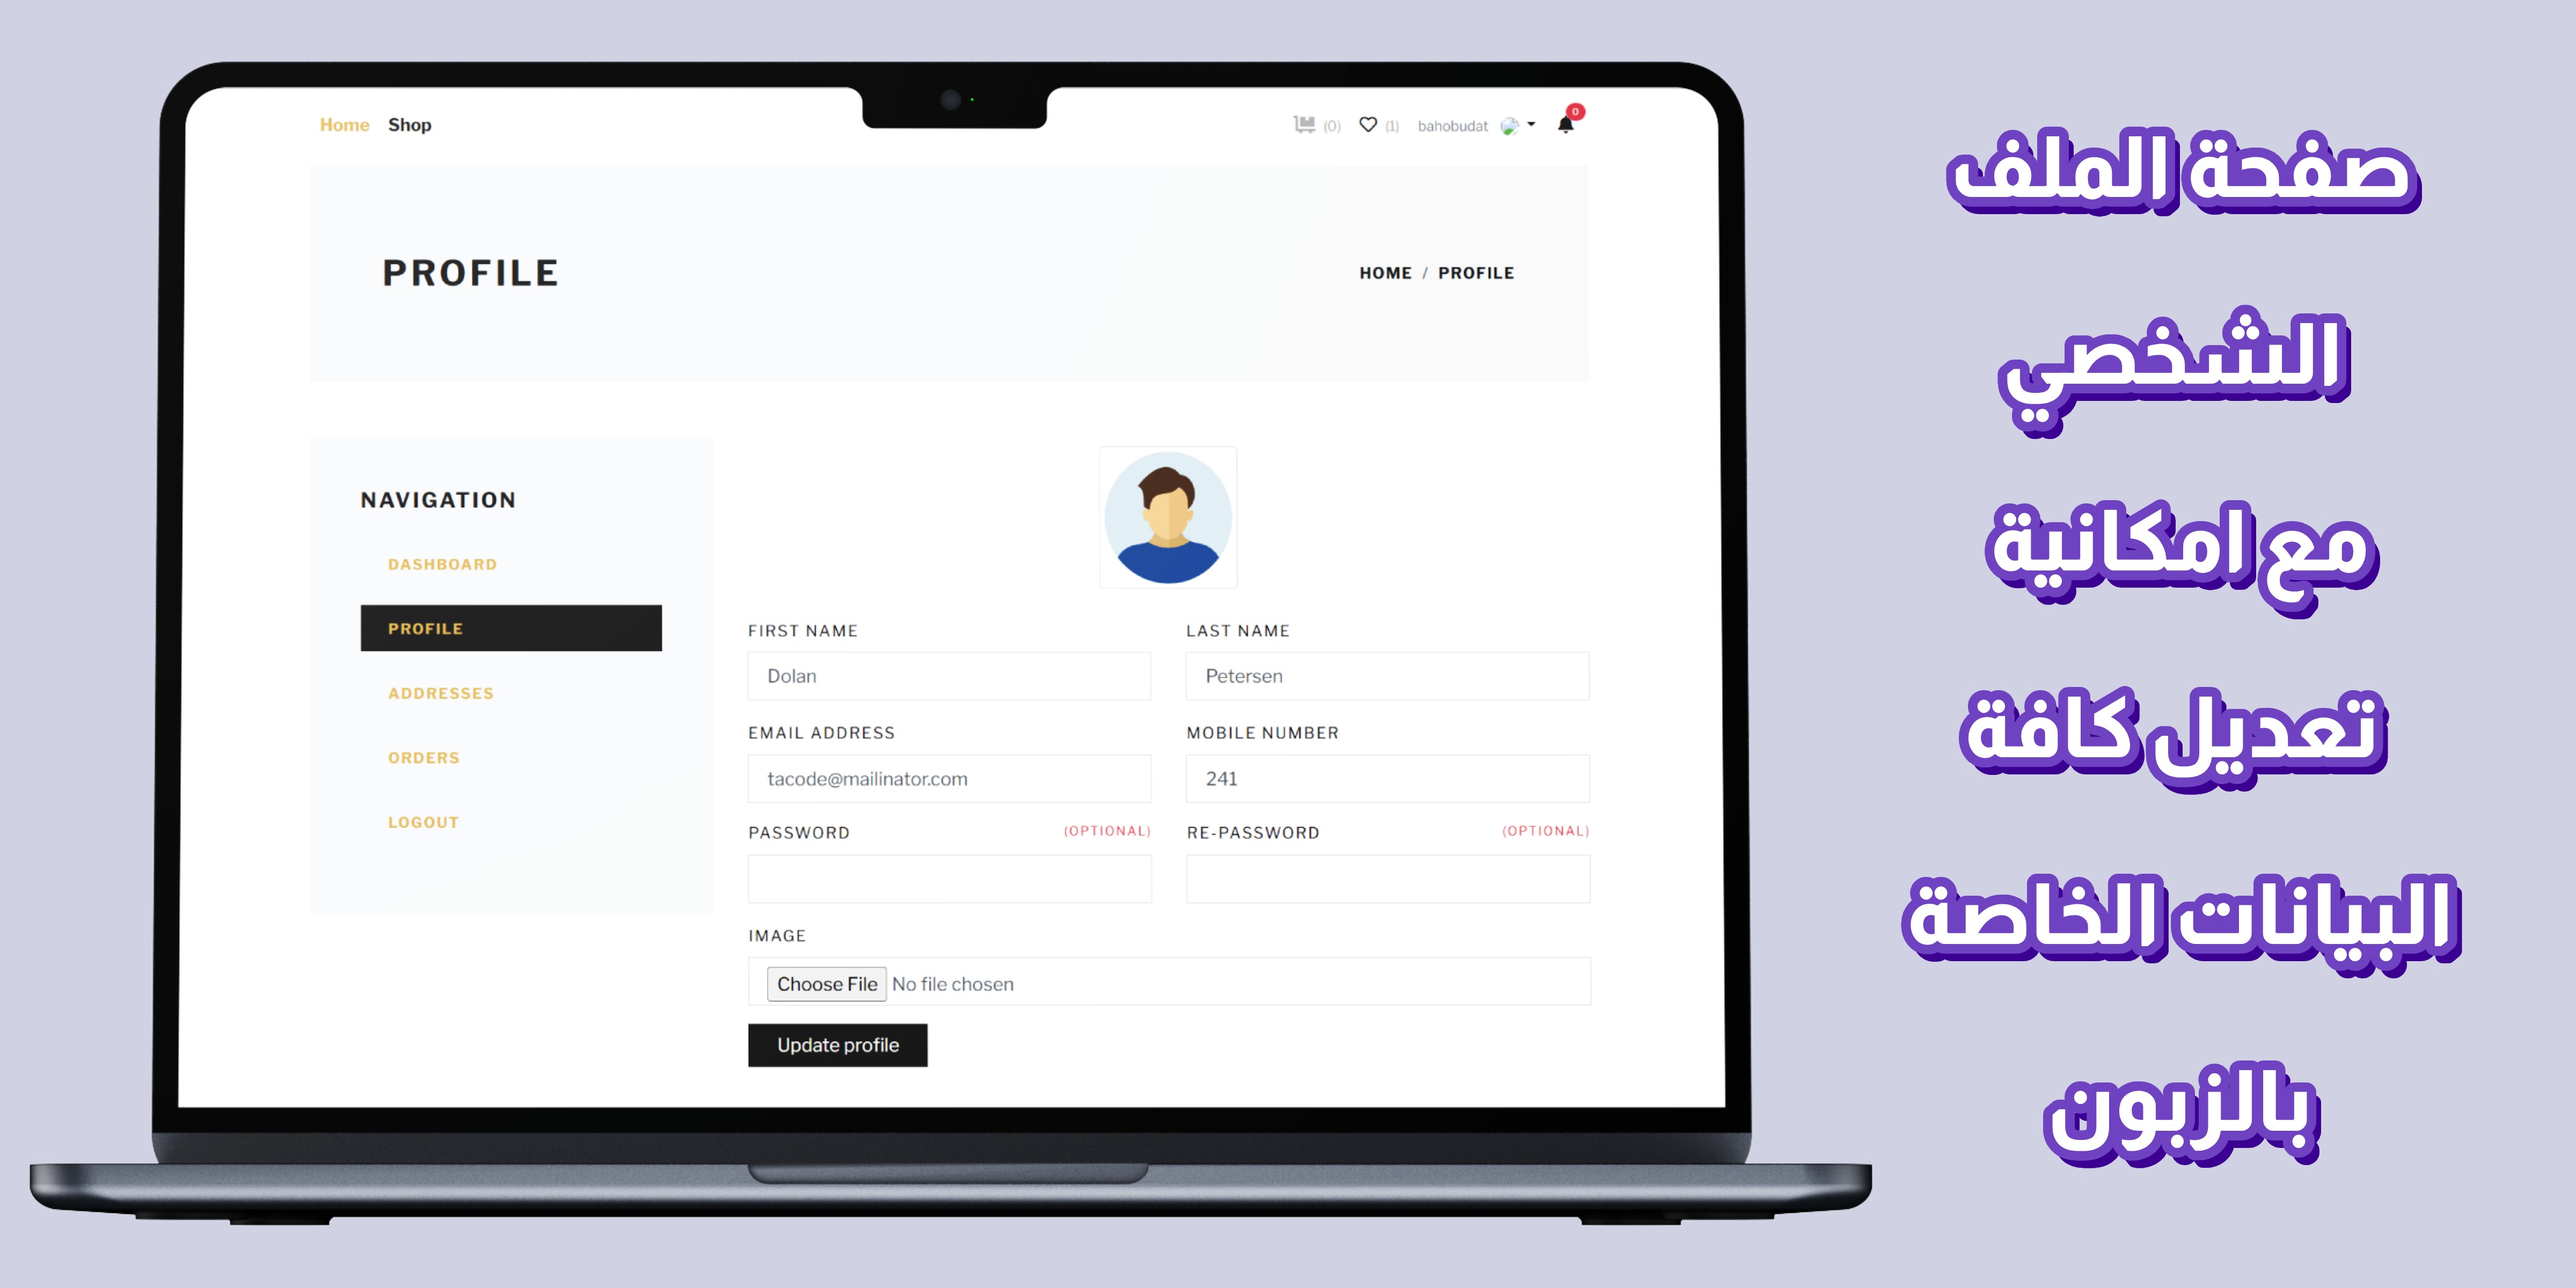 Home Shop (0) (1) bahobudat 0
PROFILE HOME / PROFILE
NAVIGATION
DASHBOARD
PROFILE
ADDRESSES
ORDERS
LOGOUT
FIRST NAME LAST NAME
Dolan Petersen
EMAIL ADDRESS MOBILE NUMBER
tacode@mailinator.com 241
PASSWORD (OPTIONAL) RE-PASSWORD (OPTIONAL)
IMAGE
Choose File No file chosen
Update profile
صفحة الملف
الشخصي
مع امكانية
تعديل كافة
البيانات الخاصة
بالزبون